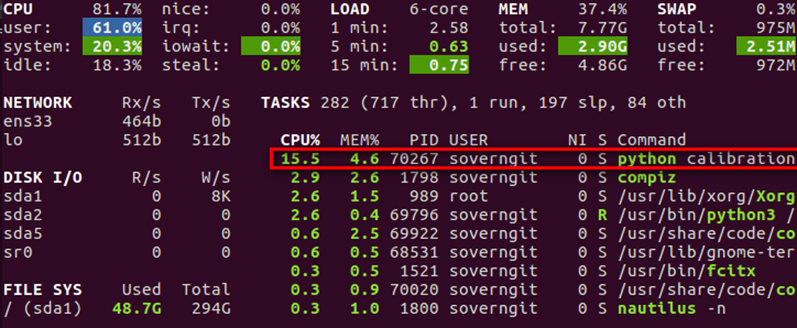 CPU 81.7% nice: 0.0% LOAD 6-core MEM 37.4% SWAP 0.3%
user: 61.0% irq: 0.0% 1 min: 2.58 total: 7.77G total: 975M
system: 20.3% iowait: 0.0% 5 min: 0.63 used: 2.90G used: 2.51M
idle: 18.3% steal: 0.0% 15 min: 0.75 free: 4.86G free: 972M
NETWORK Rx/s Tx/s TASKS 282 (717 thr), 1 run, 197 slp, 84 oth
ens33 464b 0b
lo 512b 512b CPU% MEM% PID USER NI S Command
15.5 4.6 70267 soverngit 0 S python calibration
DISK I/O R/s W/s 2.9 2.6 1798 soverngit 0 S compiz
sda1 0 8K 2.6 1.5 989 root 0 S /usr/lib/xorg/Xorg
sda2 0 0 2.6 0.4 69796 soverngit 0 R /usr/bin/python3 /
sda5 0 0 0.6 2.5 69922 soverngit 0 S /usr/share/code/co
sr0 0 0 0.6 0.5 68531 soverngit 0 S /usr/lib/gnome-ter
0.3 0.5 1521 soverngit 0 S /usr/bin/fcitx
FILE SYS Used Total 0.3 0.9 70020 soverngit 0 S /usr/share/code/co
/ (sda1) 48.7G 294G 0.3 1.0 1800 soverngit 0 S nautilus -n